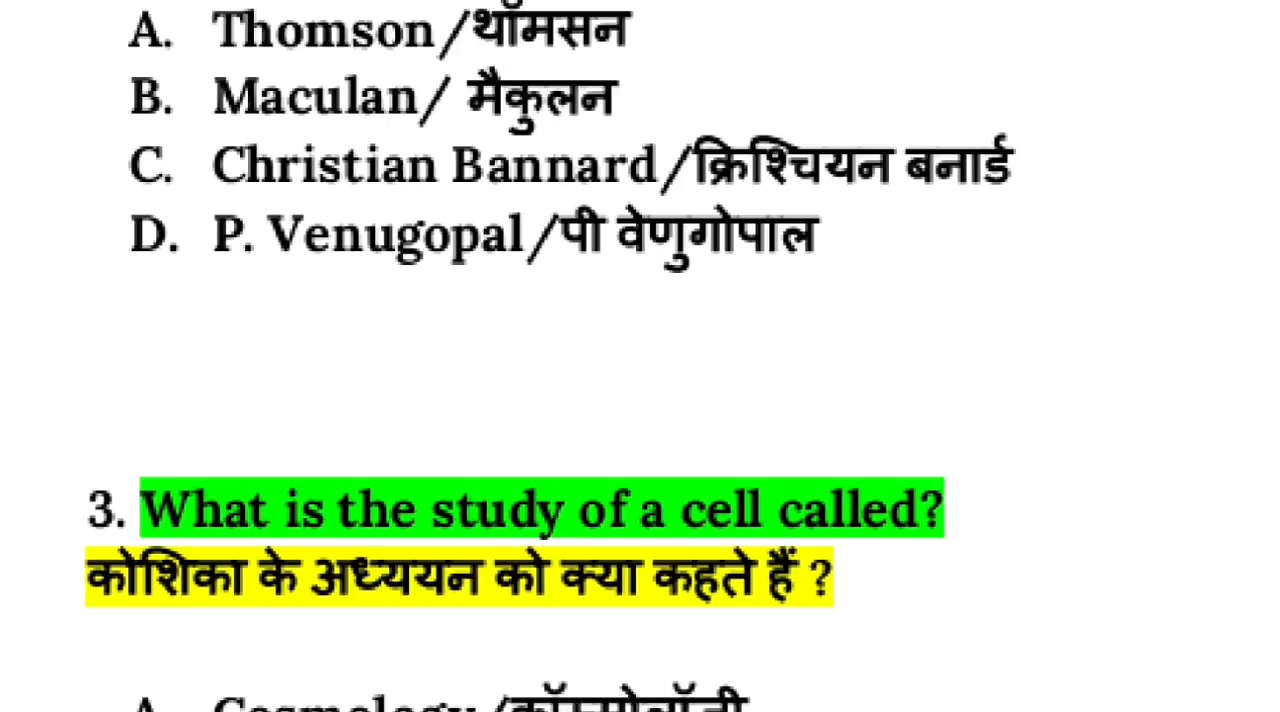 A. Thomson/थॉमसन
B. Maculan/ मैकुलन
C. Christian Bannard/क्रिश्चियन बनार्ड
D. P. Venugopal/पी वेणुगोपाल
3. What is the study of a cell called?
कोशिका के अध्ययन को क्या कहते हैं ?
A. Cosmology/कॉस्मोलॉजी